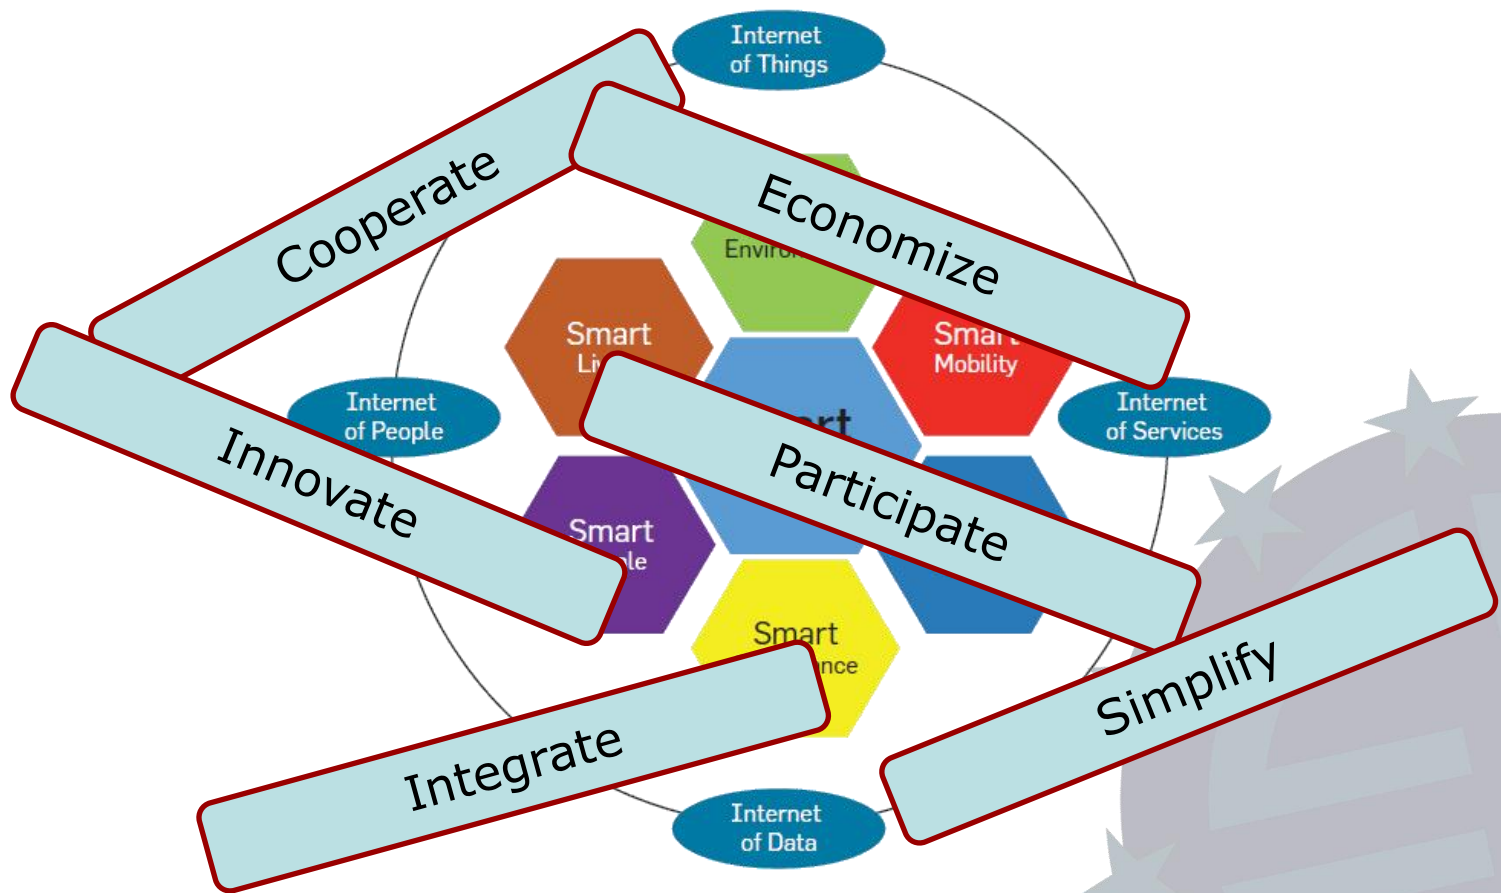 Internet
of Things
Cooperate
Economize
Smart
Mobility
Smart
Internet
of People
Internet
of Services
Innovate
Participate
Smart
Smart
Simplify
Integrate
Internet
of Data